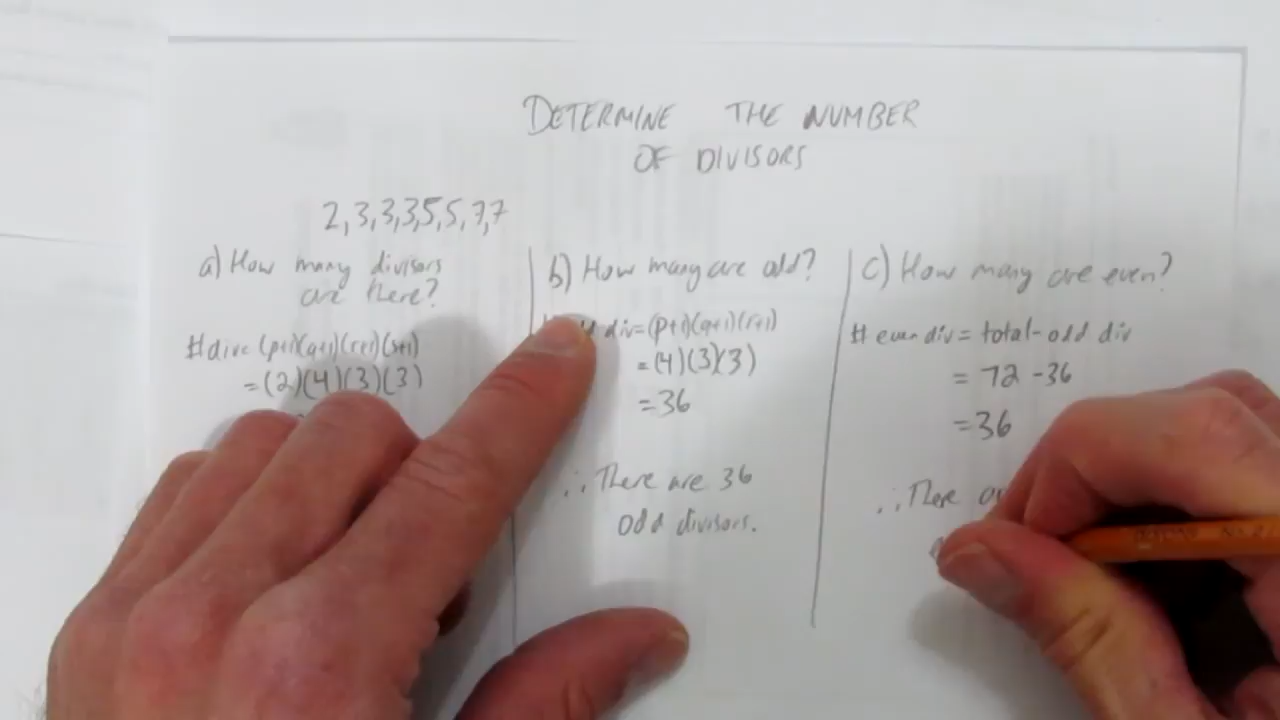 DETERMINE THE NUMBER
OF DIVISORS
2,3,3,3,5,5,7,7
a) How many divisors
are there?
# div = (p+1)(q+1)(r+1)(s+1)
= (2)(4)(3)(3)
b) How many are odd?
div = (p+1)(q+1)(r+1)
= (4)(3)(3)
= 36
∴ There are 36
odd divisors.
c) How many are even?
# even div = total - odd div
= 72 - 36
= 36
∴ There